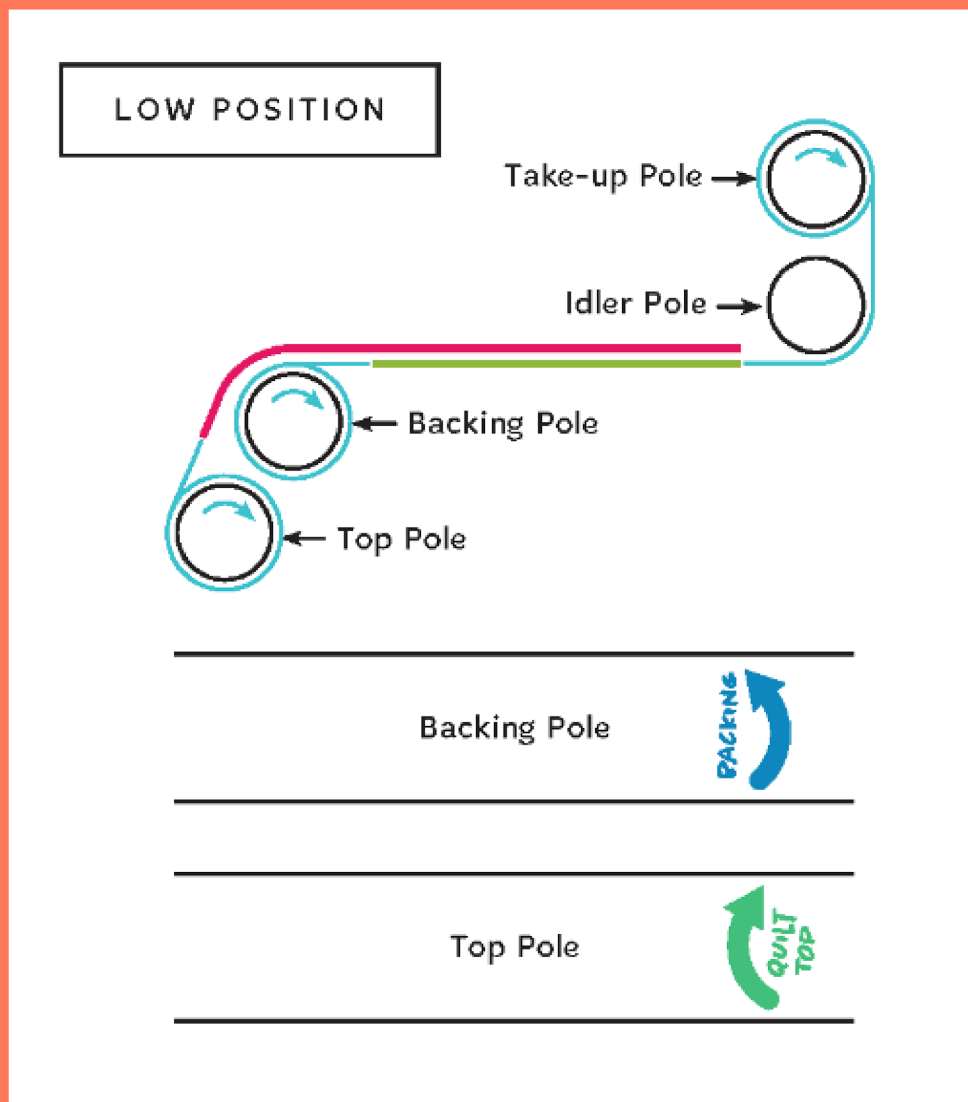 LOW POSITION
Take-up Pole
Idler Pole
Backing Pole
Top Pole
Backing Pole
BACKING
Top Pole
QUILT
TOP